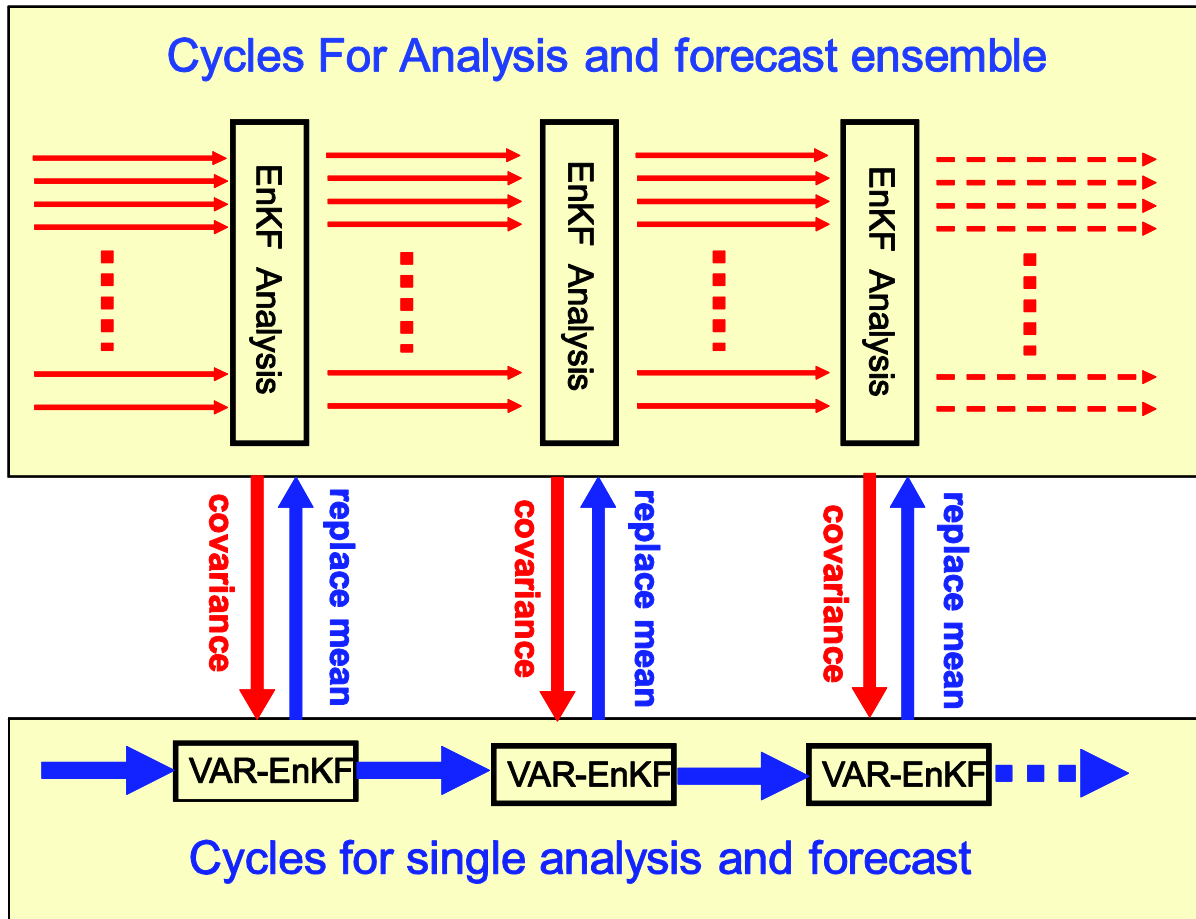 Cycles For Analysis and forecast ensemble
EnKF Analysis
EnKF Analysis
EnKF Analysis
covariance
replace mean
covariance
replace mean
covariance
replace mean
VAR-EnKF
VAR-EnKF
VAR-EnKF
Cycles for single analysis and forecast